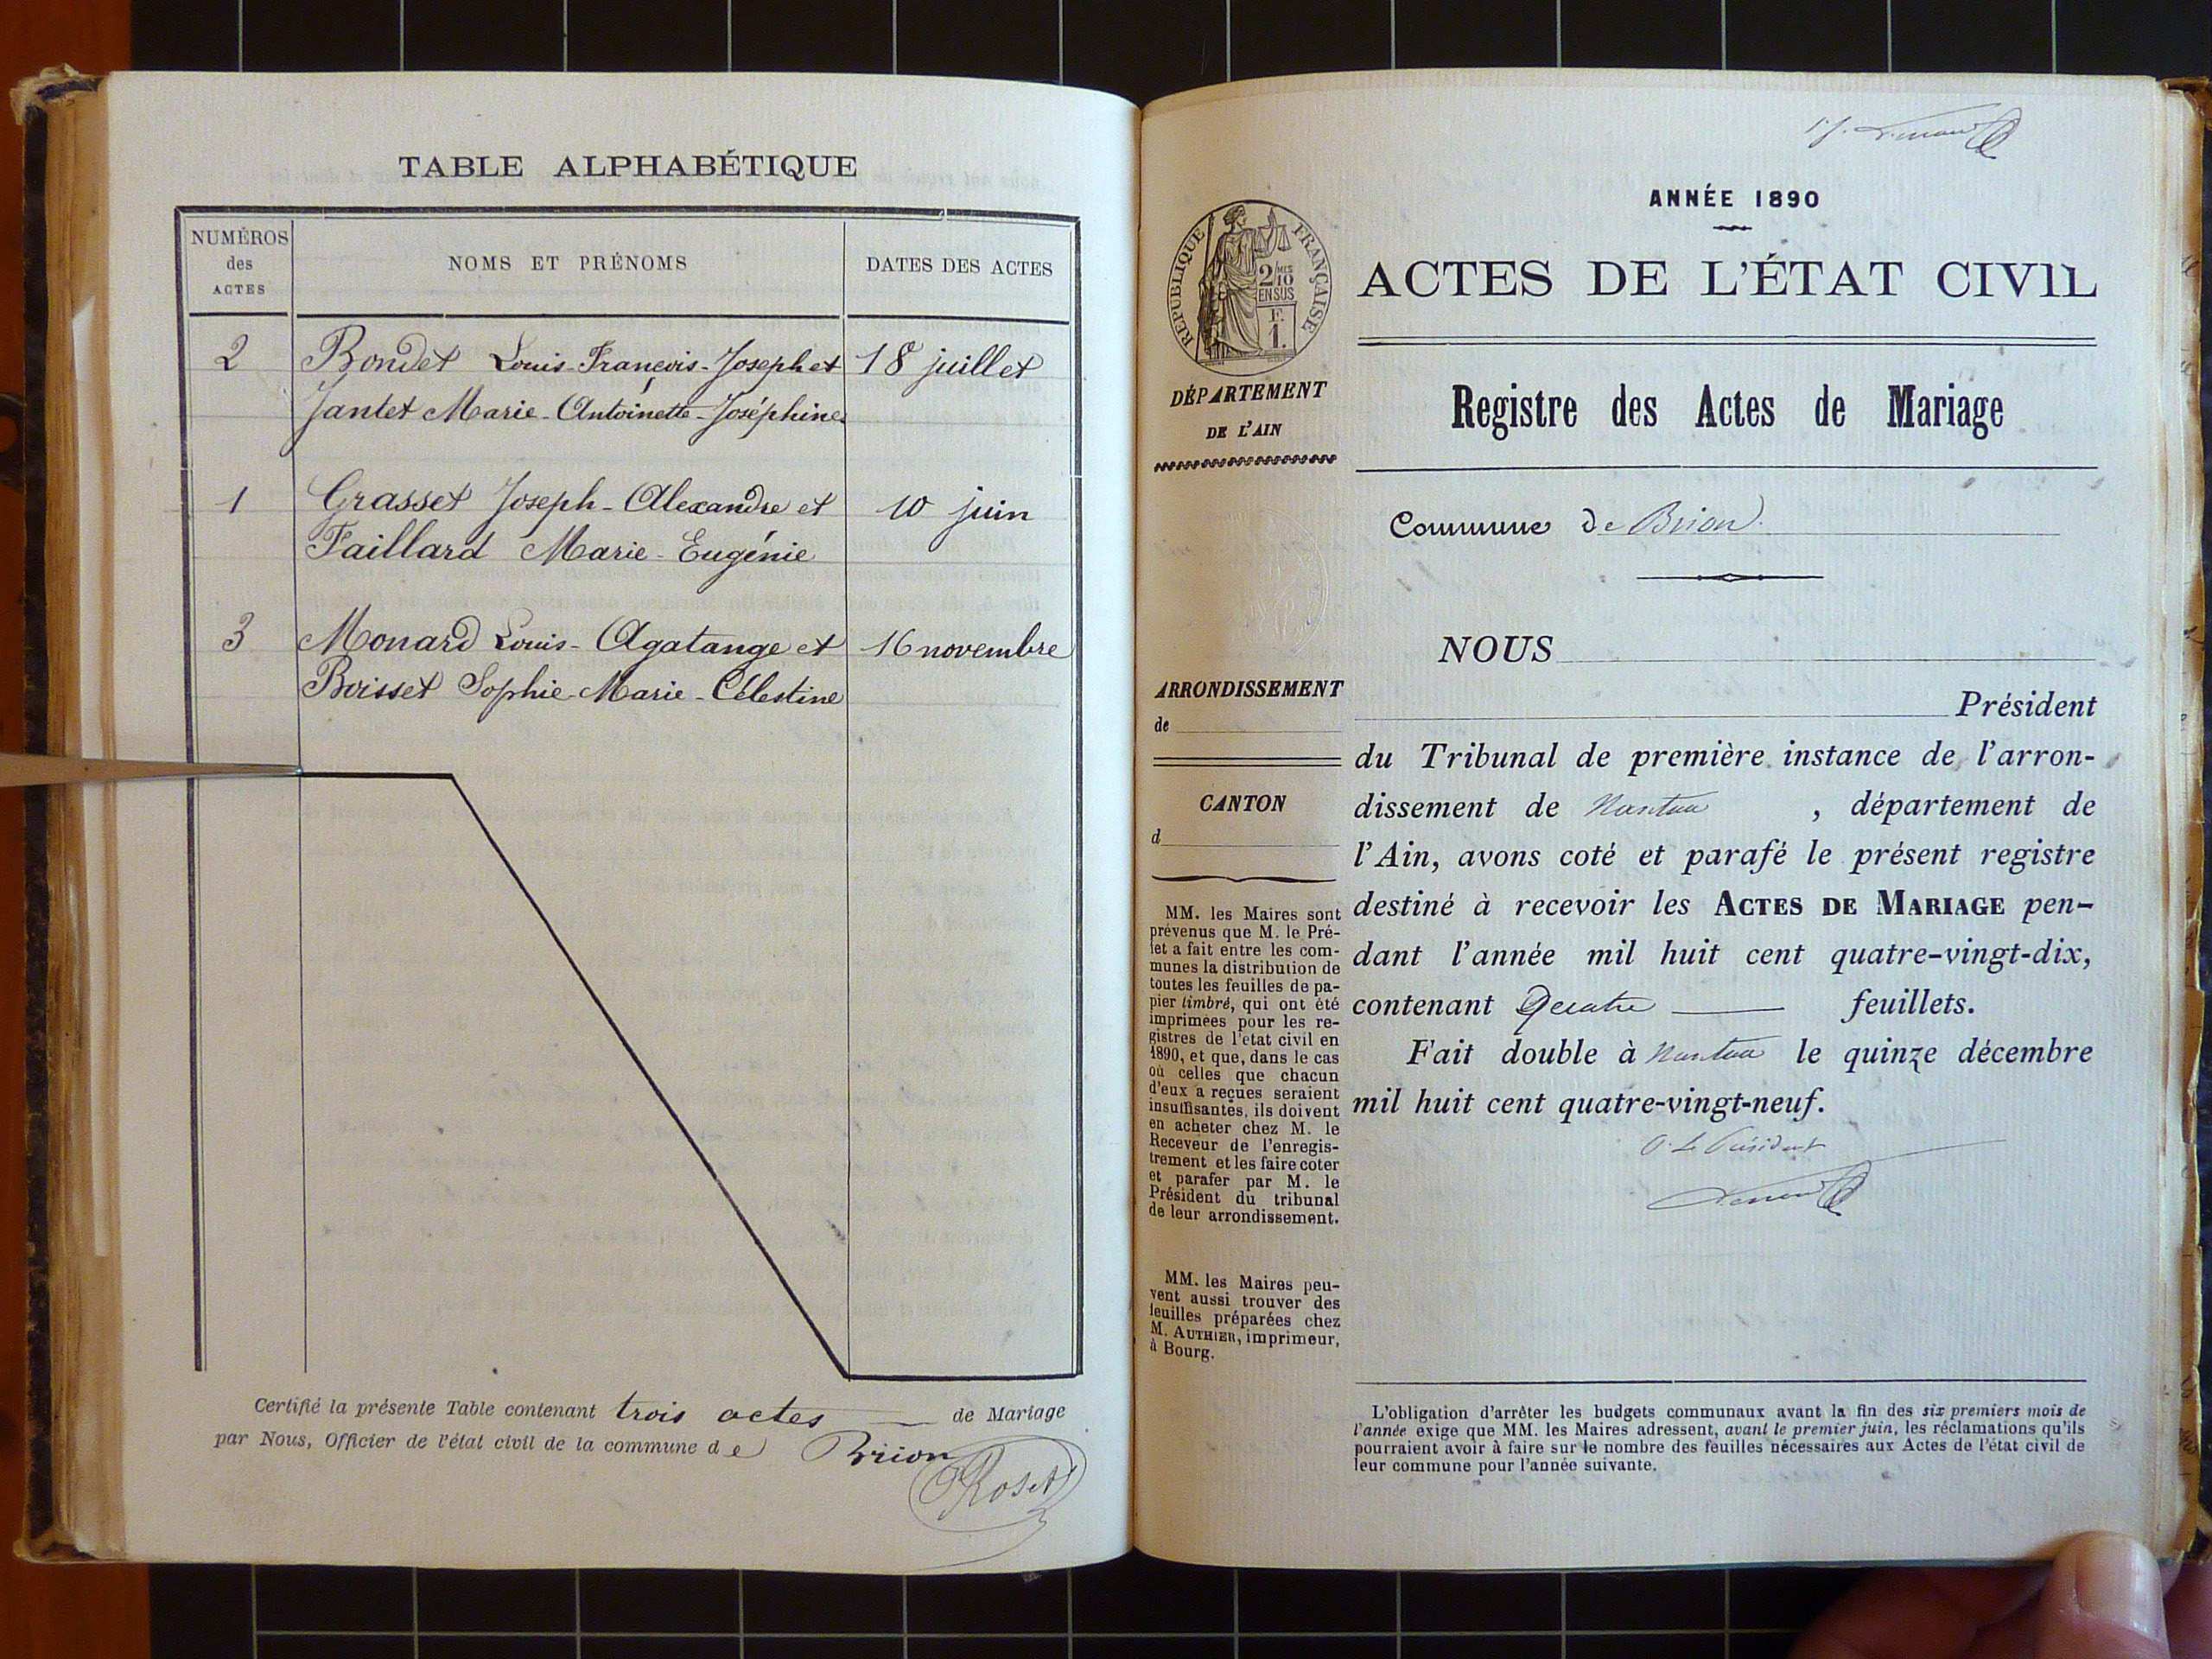 TABLE ALPHABÉTIQUE
NUMÉROS
des
ACTES
NOMS ET PRÉNOMS
DATES DES ACTES
2 Bondet Louis-François-Joseph et 18 juillet
Jantet Marie-Antoinette-Joséphine
1 Grasset Joseph-Alexandre et 10 juin
Faillard Marie-Eugénie
3 Monard Louis-Agatange et 16 novembre
Boisset Sophie-Marie-Célestine
Certifié la présente Table contenant trois actes de Mariage
par Nous, Officier de l'état civil de la commune de Brion
Roset
ANNÉE 1890
RÉPUBLIQUE FRANÇAISE
2/10 MES
EN SUS
F.
1.
DÉPARTEMENT
DE L'AIN
ACTES DE L'ÉTAT CIVIL
Registre des Actes de Mariage
Commune de Brion
ARRONDISSEMENT
de
CANTON
d
MM. les Maires sont
prévenus que M. le Pré-
fet a fait entre les com-
munes la distribution de
toutes les feuilles de pa-
pier timbré, qui ont été
imprimées pour les re-
gistres de l'etat civil en
1890, et que, dans le cas
où celles que chacun
d'eux a reçues seraient
insuffisantes, ils doivent
en acheter chez M. le
Receveur de l'enregis-
trement et les faire coter
et parafer par M. le
Président du tribunal
de leur arrondissement.
MM. les Maires peu-
vent aussi trouver des
feuilles préparées chez
M. AUTHIER, imprimeur,
à Bourg.
NOUS
Président
du Tribunal de première instance de l'arron-
dissement de Nantua , département de
l'Ain, avons coté et parafé le présent registre
destiné à recevoir les ACTES DE MARIAGE pen-
dant l'année mil huit cent quatre-vingt-dix,
contenant Quatre feuillets.
Fait double à Nantua le quinze décembre
mil huit cent quatre-vingt-neuf.
P. Le Président
L'obligation d'arrêter les budgets communaux avant la fin des six premiers mois de
l'année exige que MM. les Maires adressent, avant le premier juin, les réclamations qu'ils
pourraient avoir à faire sur le nombre des feuilles nécessaires aux Actes de l'état civil de
leur commune pour l'année suivante.